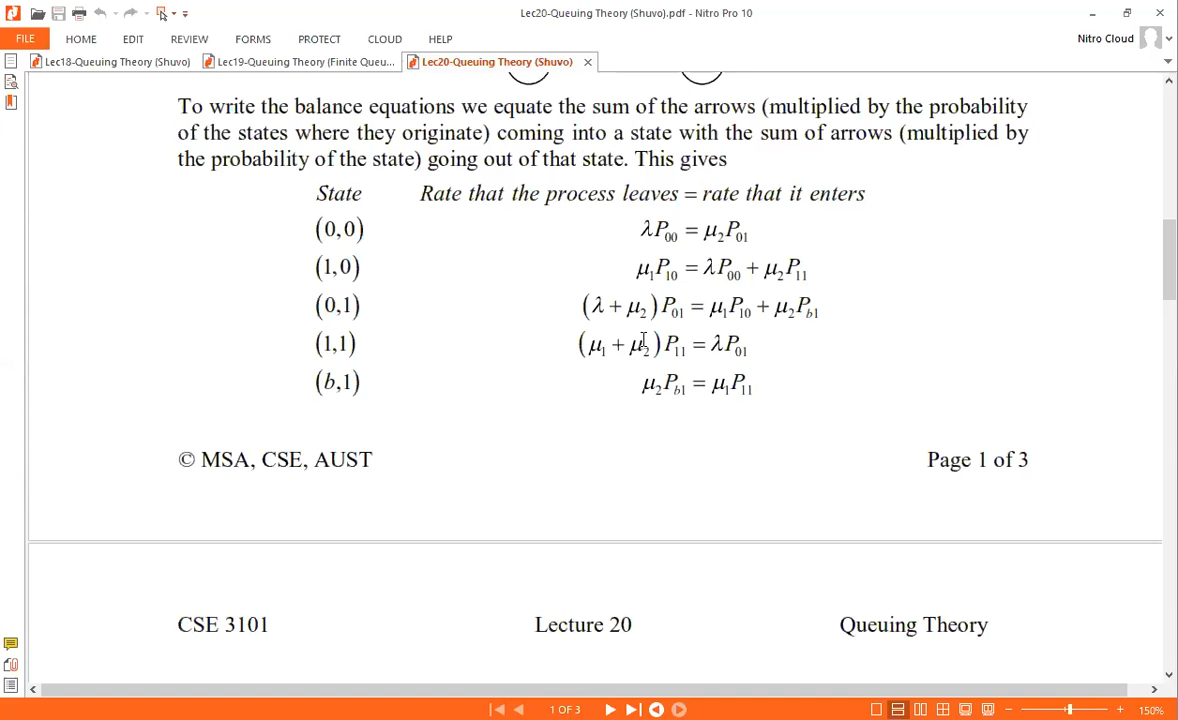 Lec20-Queuing Theory (Shuvo).pdf - Nitro Pro 10
FILE HOME EDIT REVIEW FORMS PROTECT CLOUD HELP Nitro Cloud
Lec18-Queuing Theory (Shuvo) Lec19-Queuing Theory (Finite Queu... Lec20-Queuing Theory (Shuvo)
To write the balance equations we equate the sum of the arrows (multiplied by the probability
of the states where they originate) coming into a state with the sum of arrows (multiplied by
the probability of the state) going out of that state. This gives
State Rate that the process leaves = rate that it enters
(0,0) λP₀₀ = μ₂P₀₁
(1,0) μ₁P₁₀ = λP₀₀ + μ₂P₁₁
(0,1) (λ + μ₂)P₀₁ = μ₁P₁₀ + μ₂P_b1
(1,1) (μ₁ + μ₂)P₁₁ = λP₀₁
(b,1) μ₂P_b1 = μ₁P₁₁
© MSA, CSE, AUST Page 1 of 3
CSE 3101 Lecture 20 Queuing Theory
1 OF 3 150%